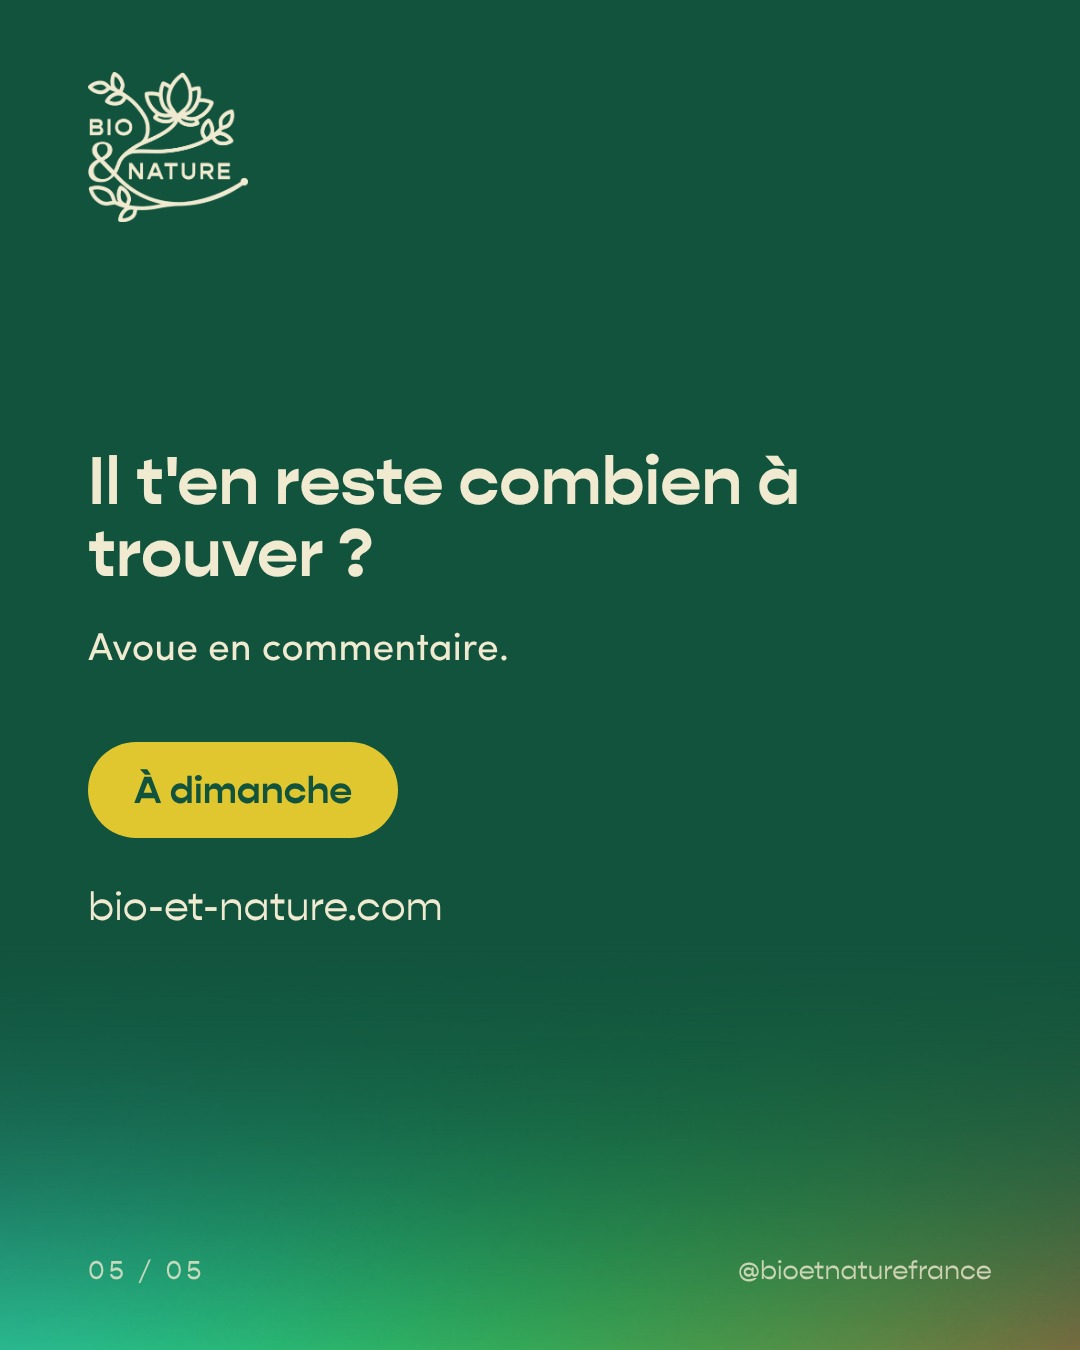 BIO
& NATURE
Il t'en reste combien à
trouver ?
Avoue en commentaire.
À dimanche
bio-et-nature.com
05 / 05
@bioetnaturefrance